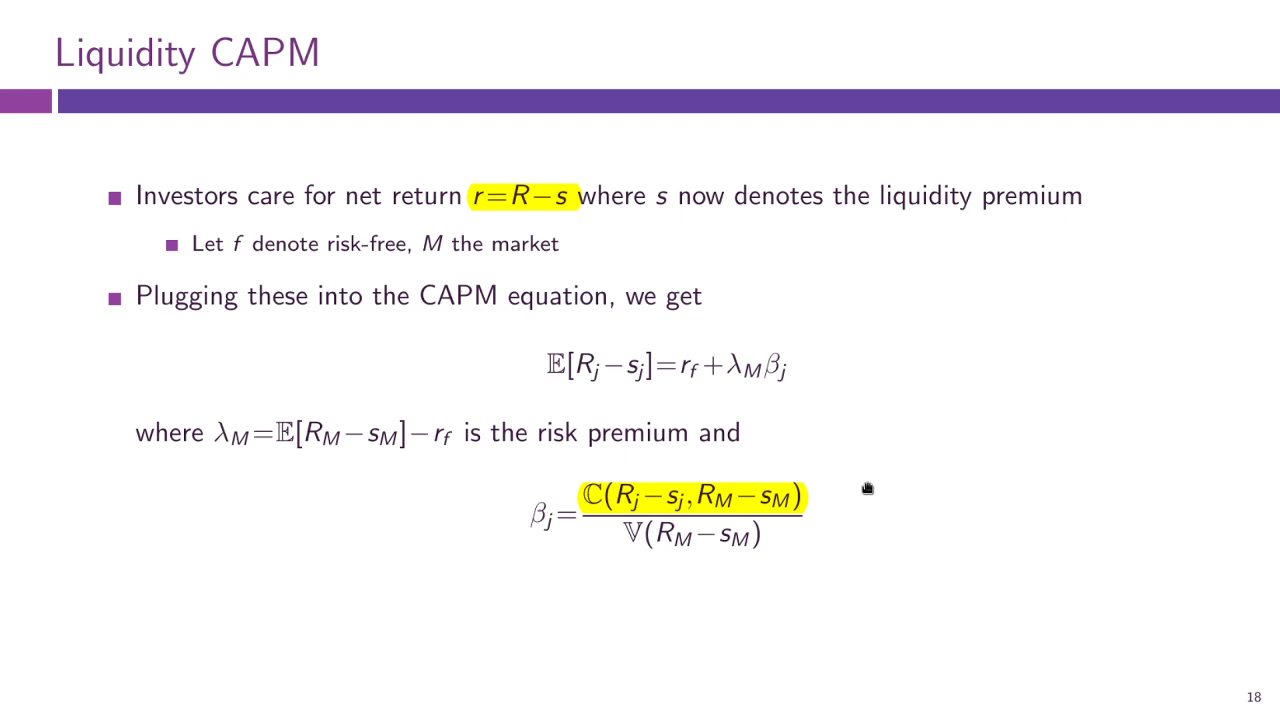 Liquidity CAPM
Investors care for net return r=R−s where s now denotes the liquidity premium
Let f denote risk-free, M the market
Plugging these into the CAPM equation, we get
𝔼[R_j−s_j]=r_f+λ_Mβ_j
where λ_M=𝔼[R_M−s_M]−r_f is the risk premium and
β_j=ℂ(R_j−s_j,R_M−s_M)/𝕍(R_M−s_M)
18